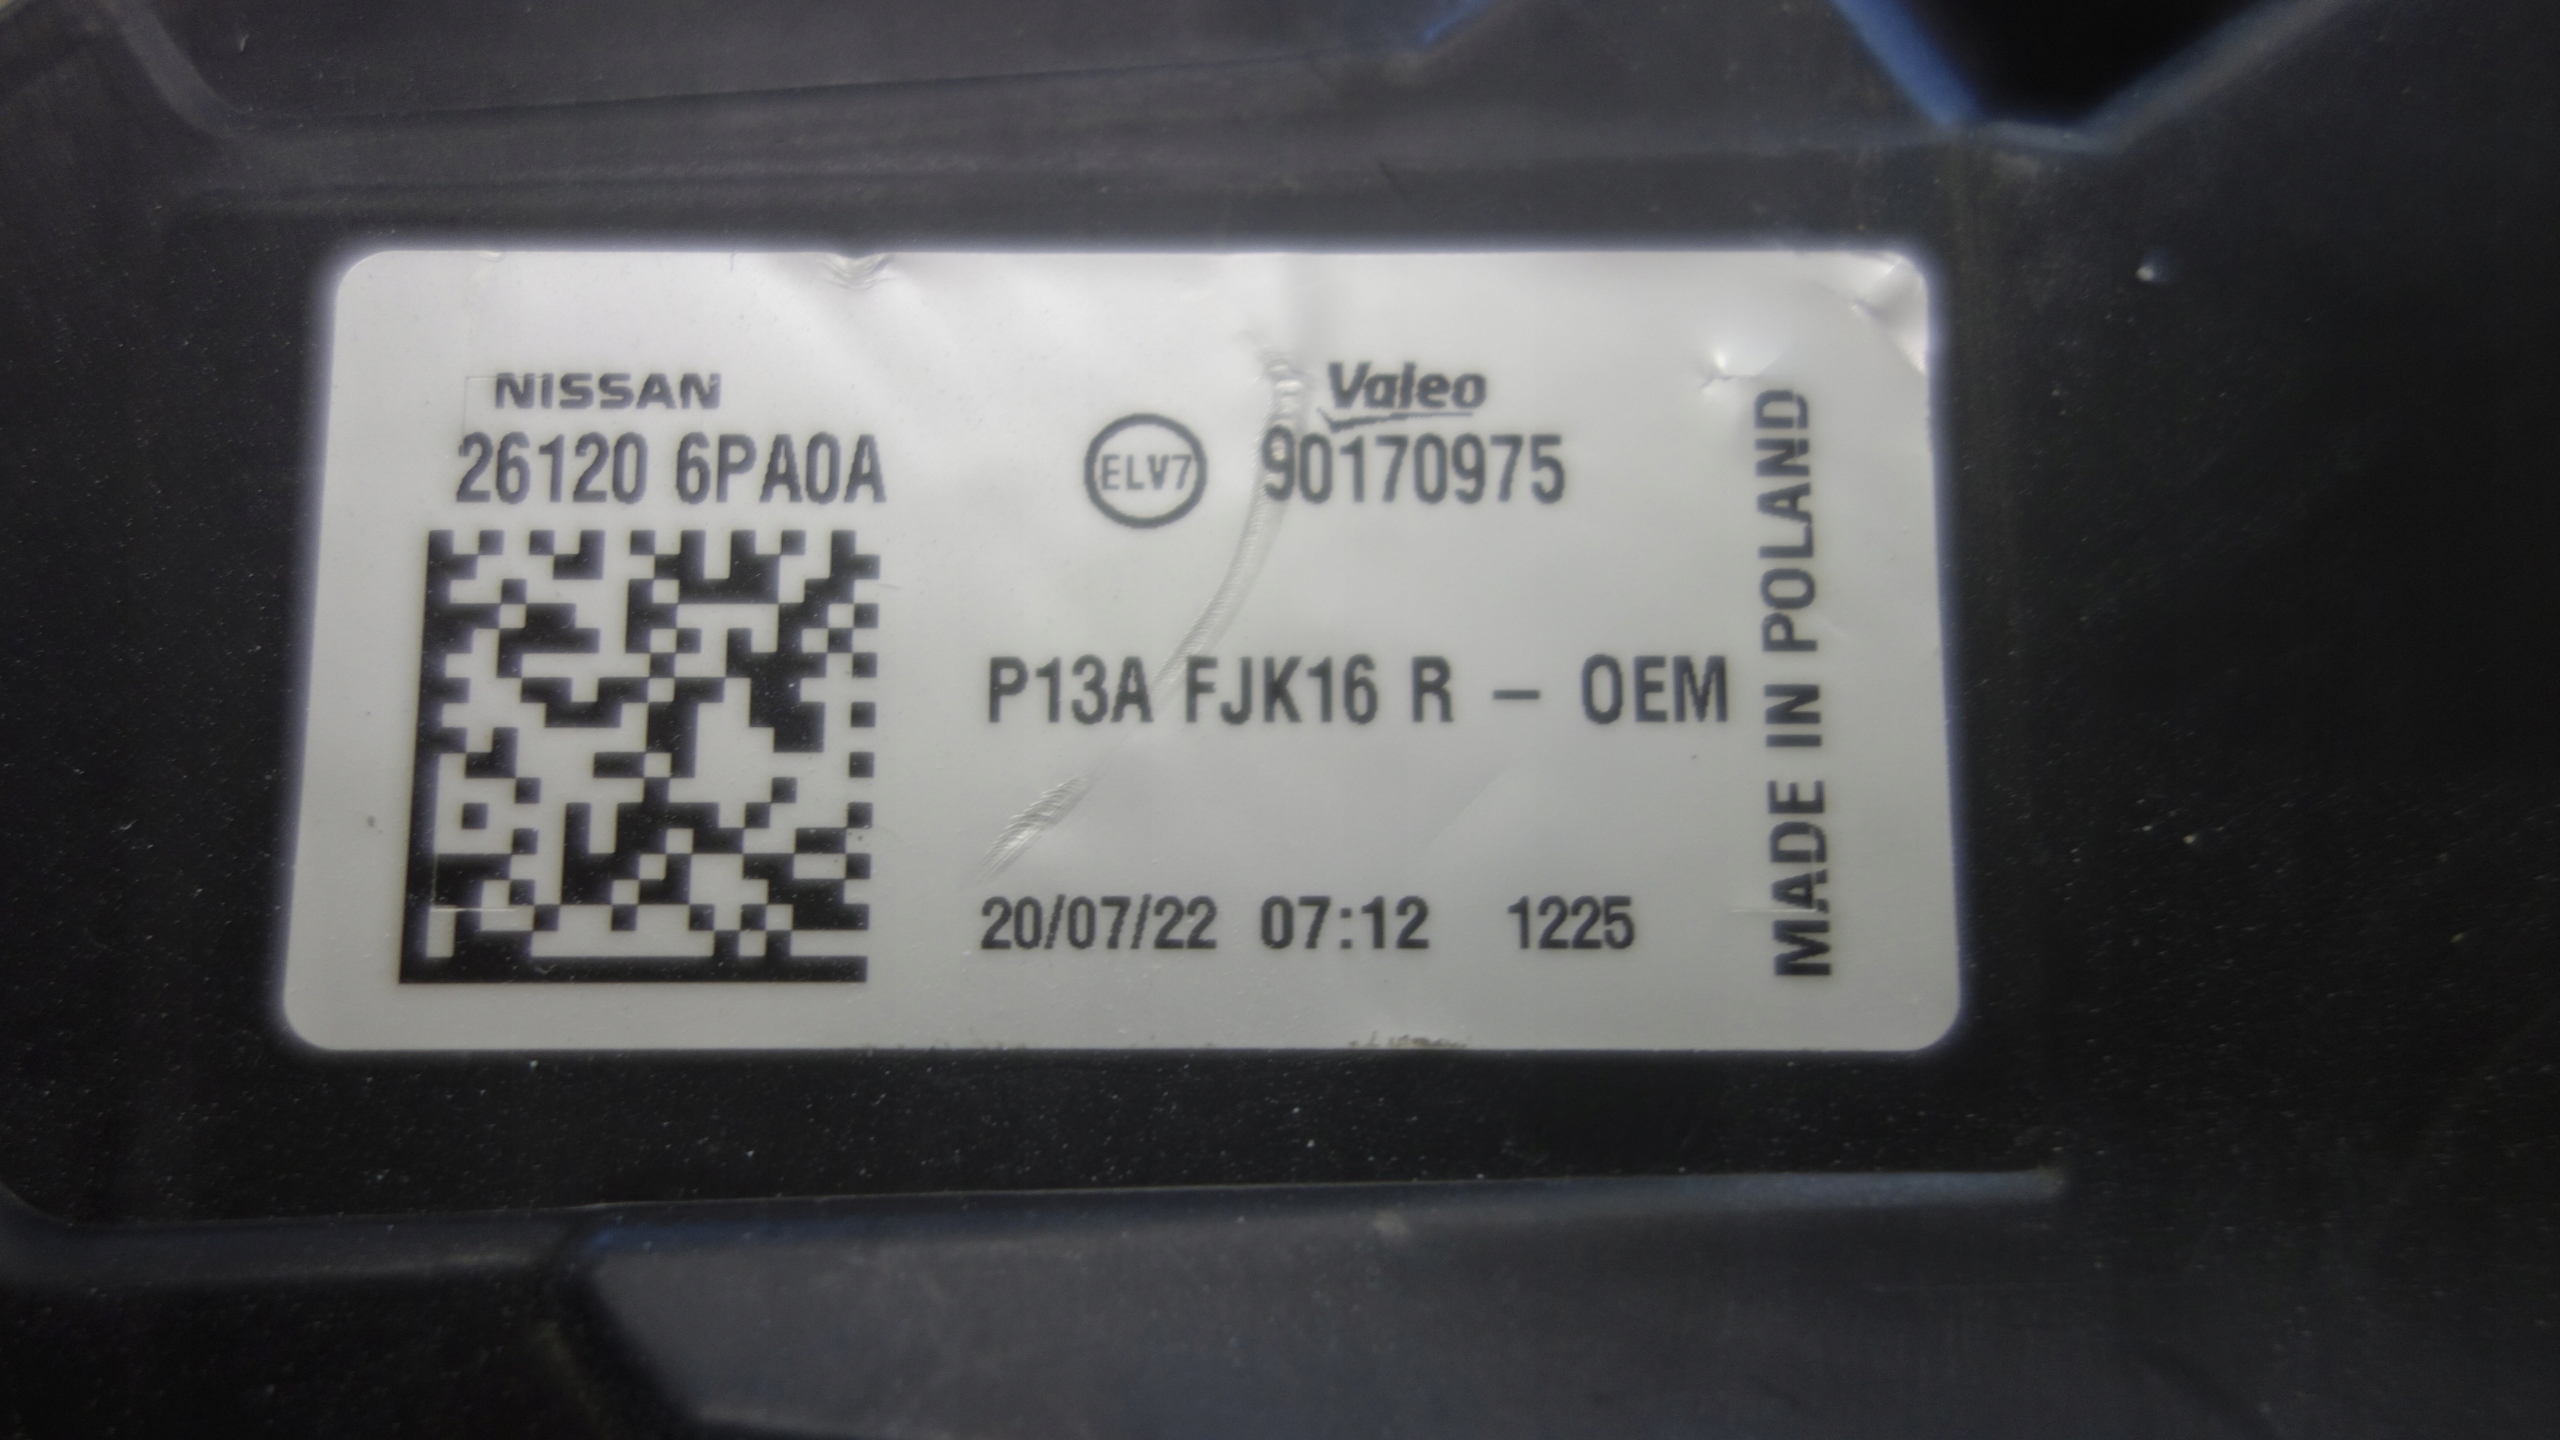 NISSAN
26120 6PA0A
ELV7
Valeo
90170975
P13A FJK16 R – OEM
20/07/22 07:12 1225
MADE IN POLAND